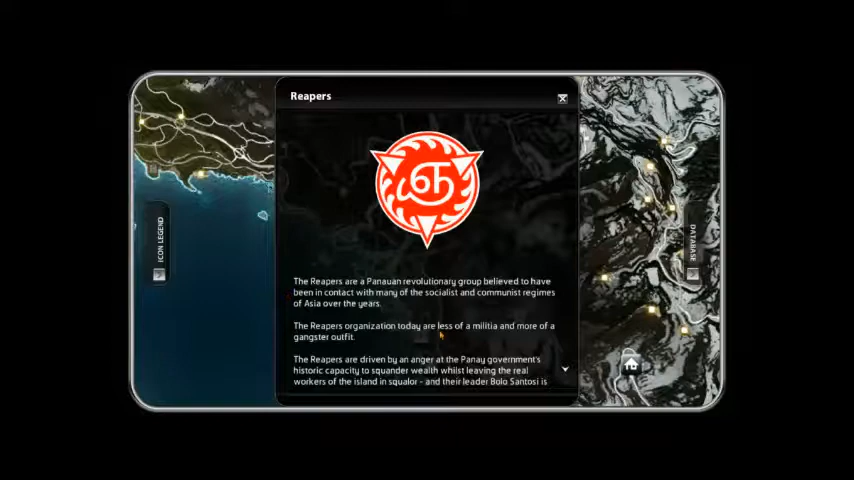 Reapers
ICON LEGEND
DATABASE
The Reapers are a Panauan revolutionary group believed to have
been in contact with many of the socialist and communist regimes
of Asia over the years.
The Reapers organization today are less of a militia and more of a
gangster outfit.
The Reapers are driven by an anger at the Panay government's
historic capacity to squander wealth whilst leaving the real
workers of the island in squalor - and their leader Bolo Santosi is